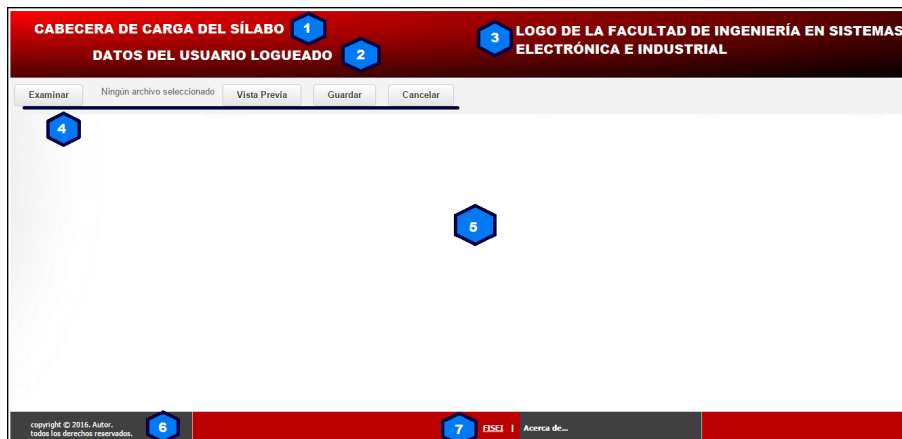 CABECERA DE CARGA DEL SÍLABO 1
DATOS DEL USUARIO LOGUEADO 2
3 LOGO DE LA FACULTAD DE INGENIERÍA EN SISTEMAS
ELECTRÓNICA E INDUSTRIAL
Examinar Ningún archivo seleccionado Vista Previa Guardar Cancelar
4
5
copyright © 2016. Autor.
todos los derechos reservados. 6
7 FISEI | Acerca de...